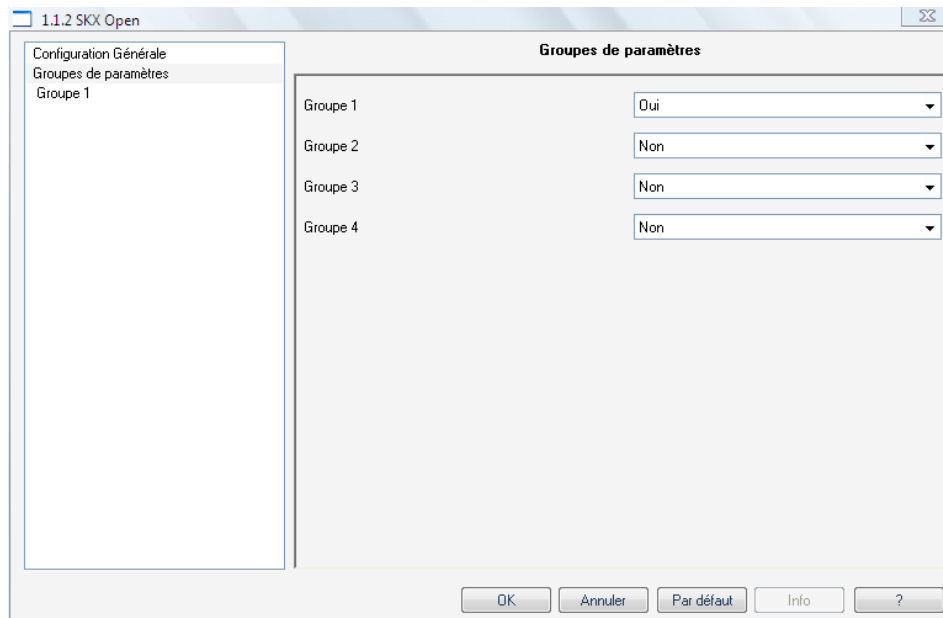 1.1.2 SKX Open
Configuration Générale
Groupes de paramètres
Groupe 1
Groupes de paramètres
Groupe 1 Oui
Groupe 2 Non
Groupe 3 Non
Groupe 4 Non
OK Annuler Par défaut Info ?